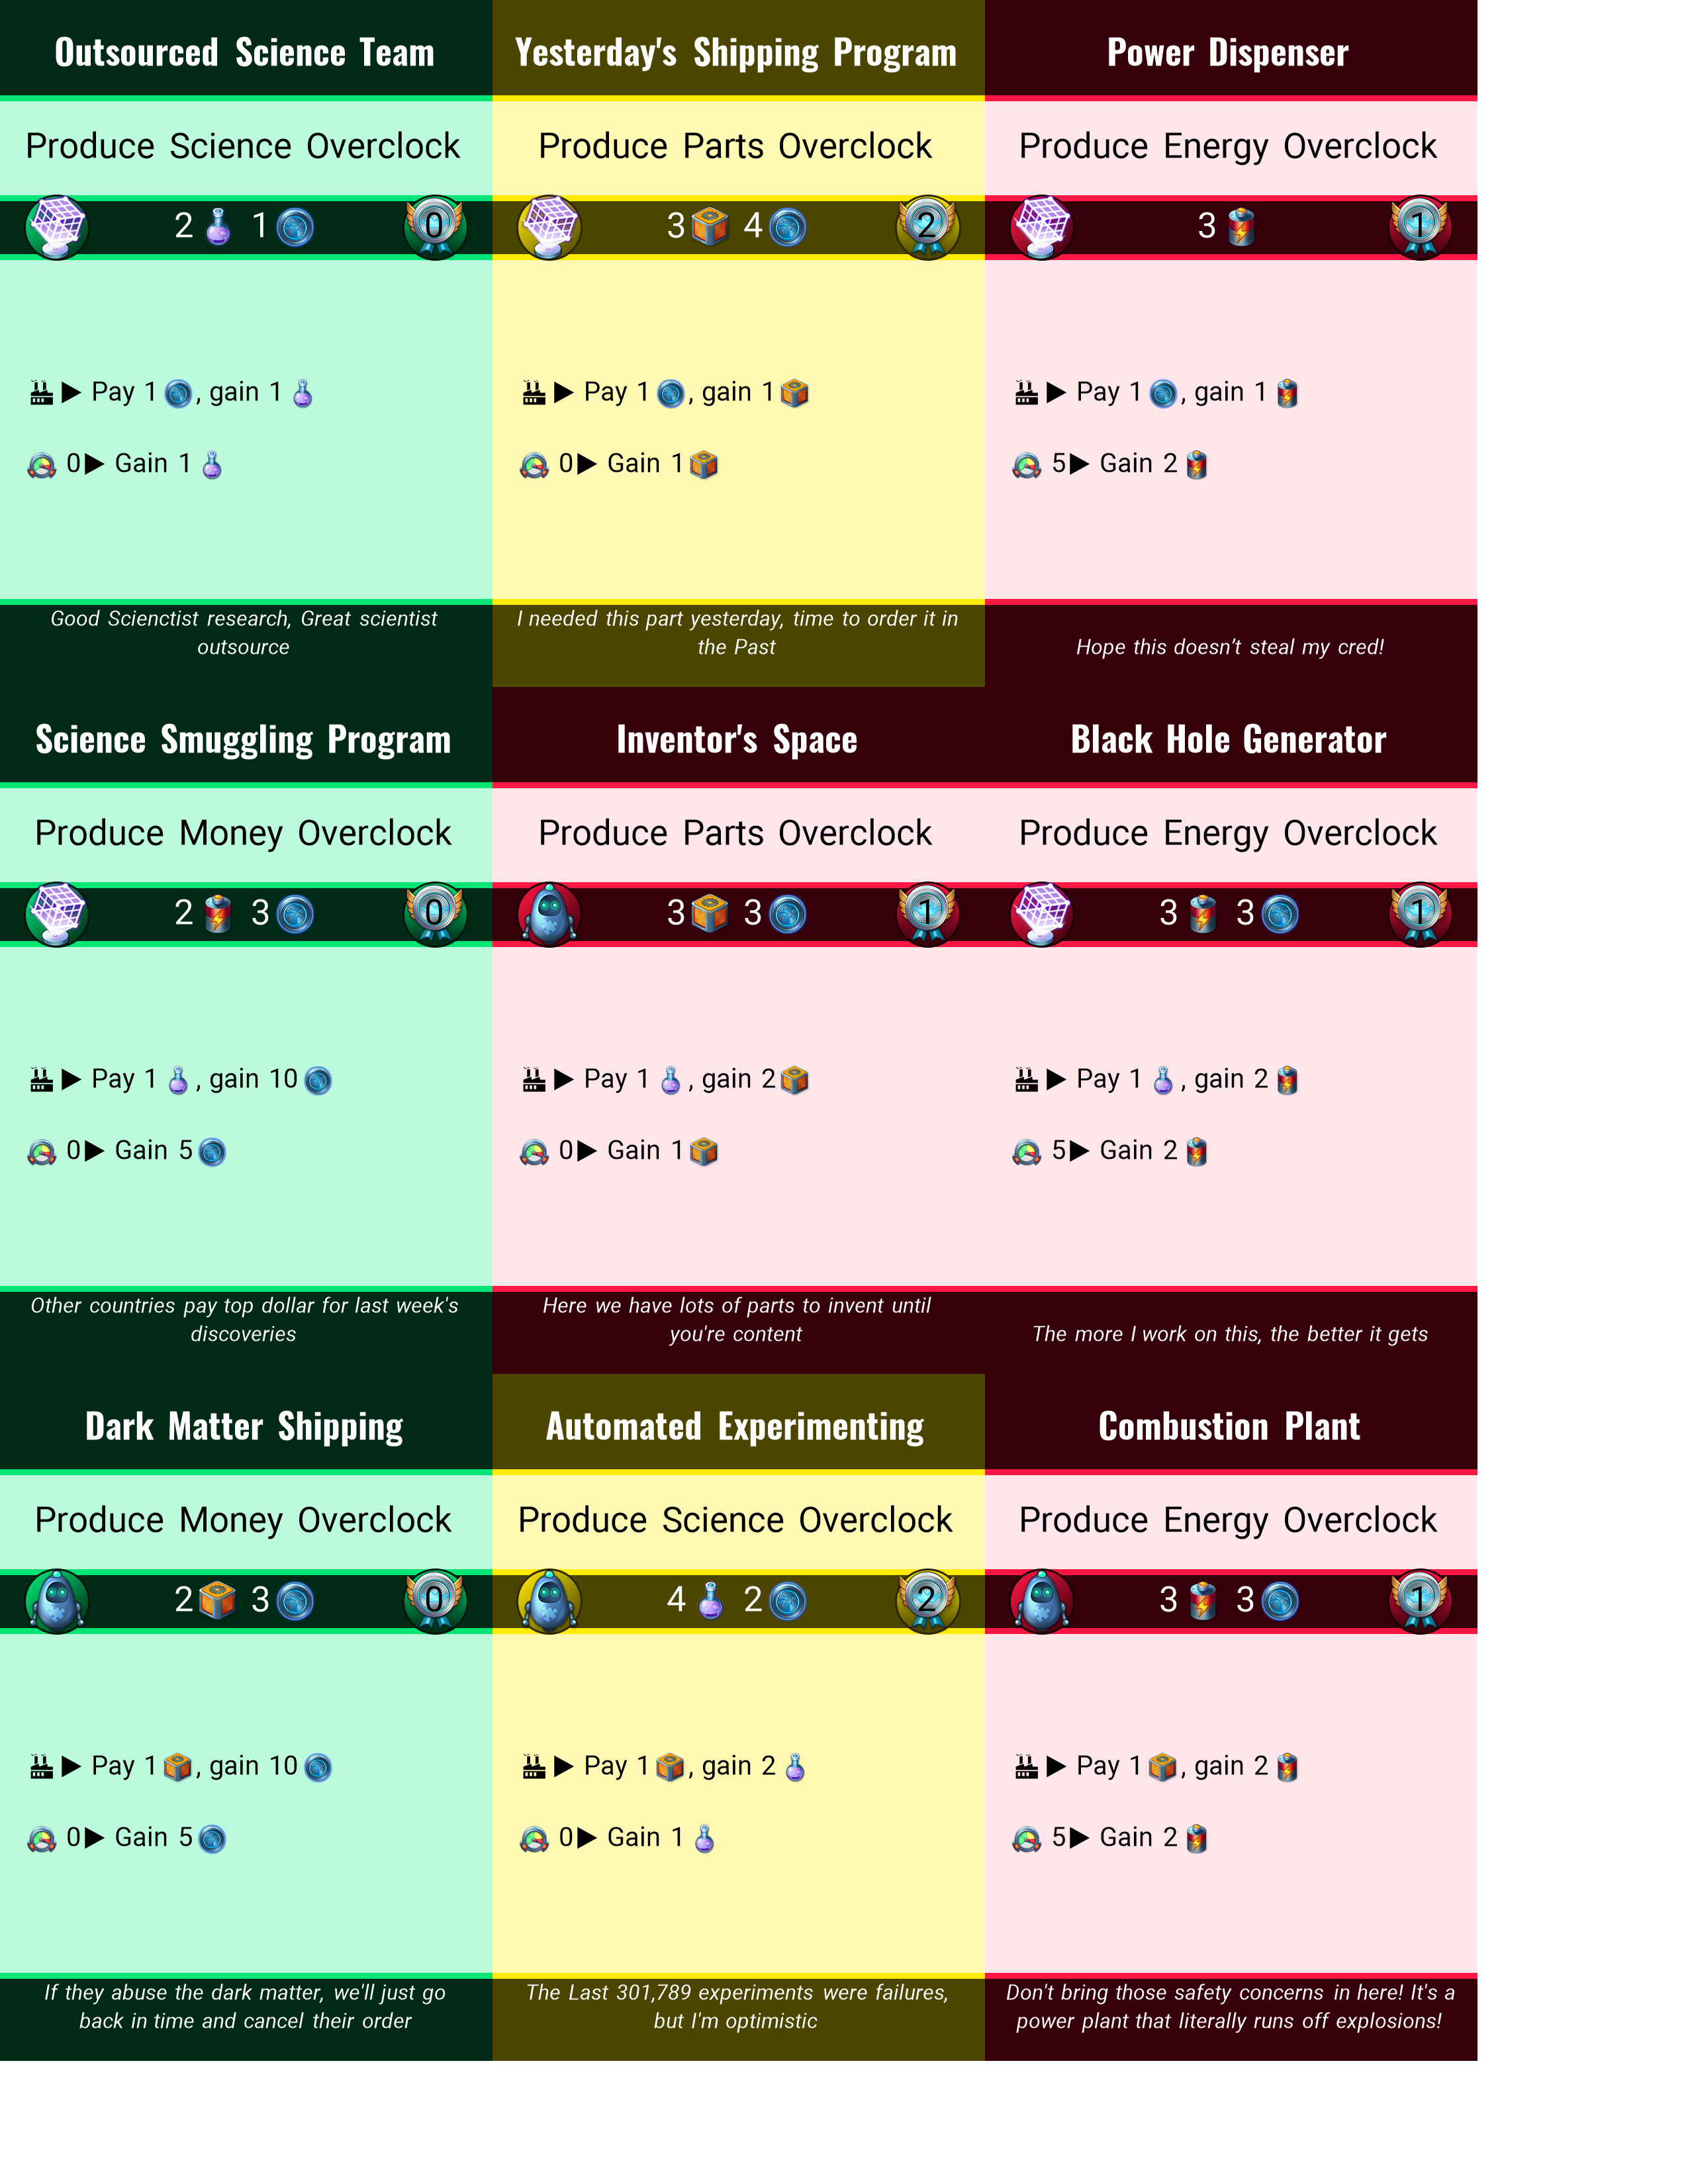 Outsourced Science Team
Produce Science Overclock
2 1 0
Pay 1 , gain 1
0 Gain 1
Good Scienctist research, Great scientist
outsource
Yesterday's Shipping Program
Produce Parts Overclock
3 4 2
Pay 1 , gain 1
0 Gain 1
I needed this part yesterday, time to order it in
the Past
Power Dispenser
Produce Energy Overclock
3 1
Pay 1 , gain 1
5 Gain 2
Hope this doesn't steal my cred!
Science Smuggling Program
Produce Money Overclock
2 3 0
Pay 1 , gain 10
0 Gain 5
Other countries pay top dollar for last week's
discoveries
Inventor's Space
Produce Parts Overclock
3 3 1
Pay 1 , gain 2
0 Gain 1
Here we have lots of parts to invent until
you're content
Black Hole Generator
Produce Energy Overclock
3 3 1
Pay 1 , gain 2
5 Gain 2
The more I work on this, the better it gets
Dark Matter Shipping
Produce Money Overclock
2 3 0
Pay 1 , gain 10
0 Gain 5
If they abuse the dark matter, we'll just go
back in time and cancel their order
Automated Experimenting
Produce Science Overclock
4 2 2
Pay 1 , gain 2
0 Gain 1
The Last 301,789 experiments were failures,
but I'm optimistic
Combustion Plant
Produce Energy Overclock
3 3 1
Pay 1 , gain 2
5 Gain 2
Don't bring those safety concerns in here! It's a
power plant that literally runs off explosions!